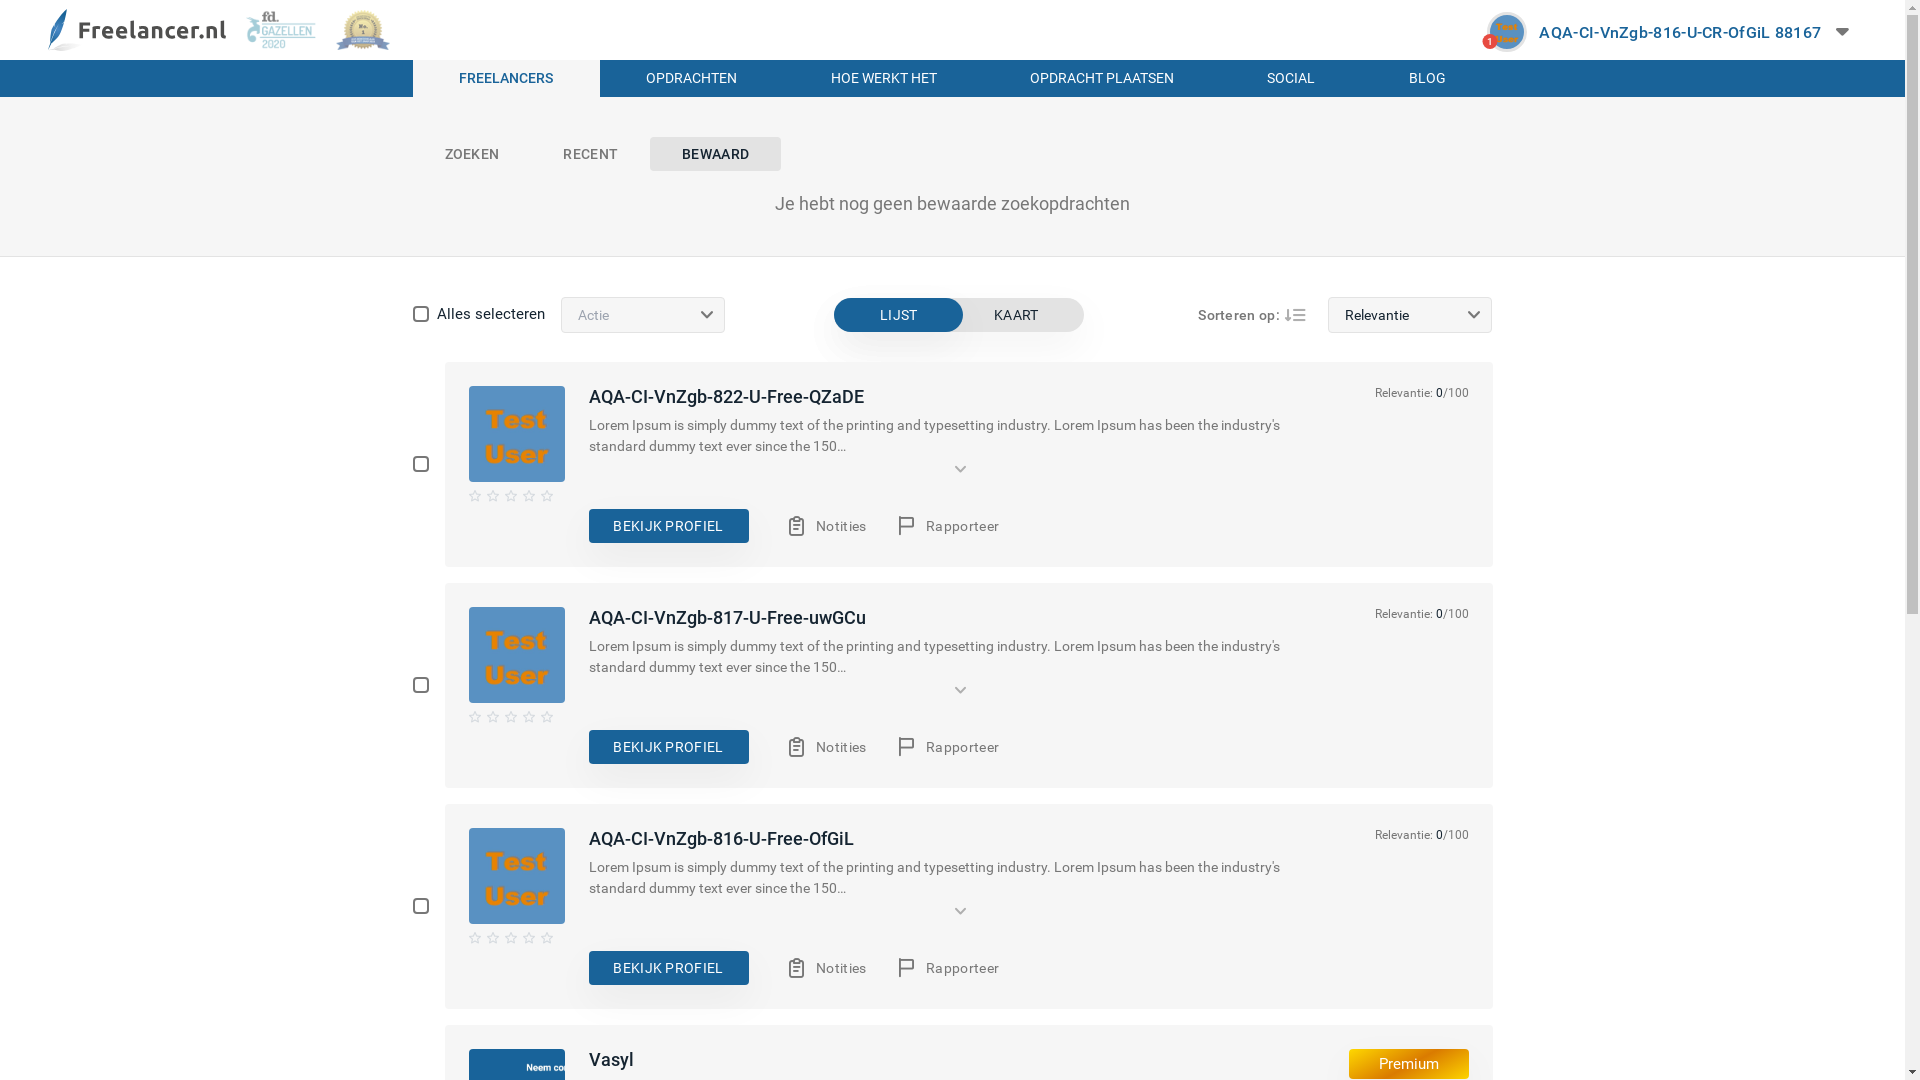 Freelancer.nl
fd.
GAZELLEN
2020
No.
1
Test
User
1
AQA-CI-VnZgb-816-U-CR-OfGiL 88167
FREELANCERS
OPDRACHTEN
HOE WERKT HET
OPDRACHT PLAATSEN
SOCIAL
BLOG
ZOEKEN
RECENT
BEWAARD
Je hebt nog geen bewaarde zoekopdrachten
Alles selecteren
Actie
LIJST
KAART
Sorteren op:
Relevantie
Test
User
AQA-CI-VnZgb-822-U-Free-QZaDE
Relevantie: 0/100
Lorem Ipsum is simply dummy text of the printing and typesetting industry. Lorem Ipsum has been the industry's
standard dummy text ever since the 150...
BEKIJK PROFIEL
Notities
Rapporteer
Test
User
AQA-CI-VnZgb-817-U-Free-uwGCu
Relevantie: 0/100
Lorem Ipsum is simply dummy text of the printing and typesetting industry. Lorem Ipsum has been the industry's
standard dummy text ever since the 150...
BEKIJK PROFIEL
Notities
Rapporteer
Test
User
AQA-CI-VnZgb-816-U-Free-OfGiL
Relevantie: 0/100
Lorem Ipsum is simply dummy text of the printing and typesetting industry. Lorem Ipsum has been the industry's
standard dummy text ever since the 150...
BEKIJK PROFIEL
Notities
Rapporteer
Neem
Vasyl
Premium